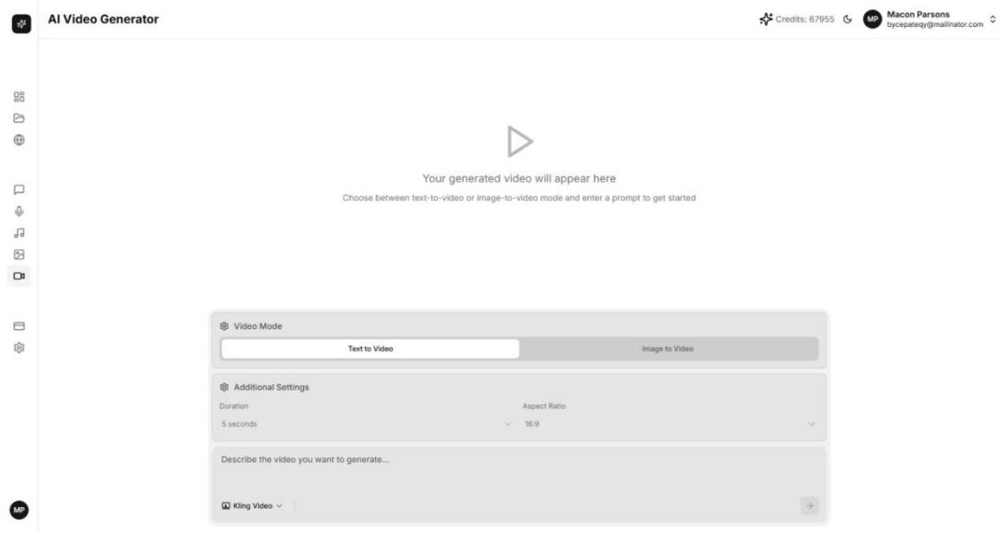 AI Video Generator
Credits: 67955
MP
Macon Parsons
bycepateqy@mailinator.com
Your generated video will appear here
Choose between text-to-video or image-to-video mode and enter a prompt to get started
Video Mode
Text to Video
Image to Video
Additional Settings
Duration
Aspect Ratio
5 seconds
16:9
Describe the video you want to generate...
Kling Video
MP